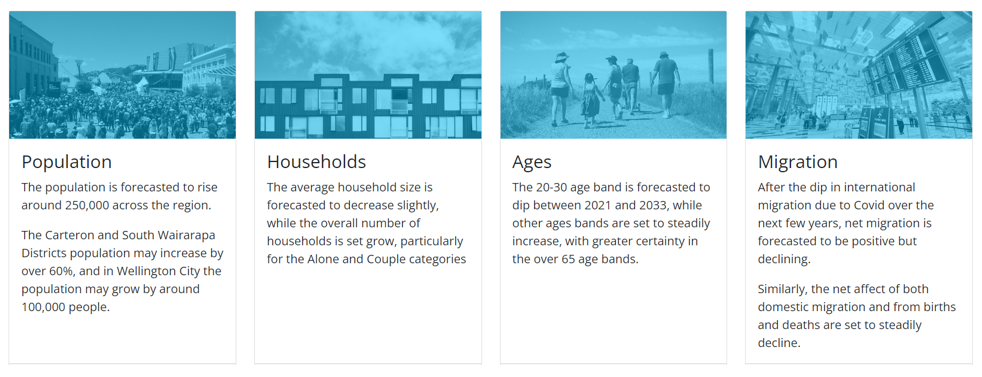 Population
The population is forecasted to rise
around 250,000 across the region.
The Carteron and South Wairarapa
Districts population may increase by
over 60%, and in Wellington City the
population may grow by around
100,000 people.
Households
The average household size is
forecasted to decrease slightly,
while the overall number of
households is set grow, particularly
for the Alone and Couple categories
Ages
The 20-30 age band is forecasted to
dip between 2021 and 2033, while
other ages bands are set to steadily
increase, with greater certainty in
the over 65 age bands.
Migration
After the dip in international
migration due to Covid over the
next few years, net migration is
forecasted to be positive but
declining.
Similarly, the net affect of both
domestic migration and from births
and deaths are set to steadily
decline.